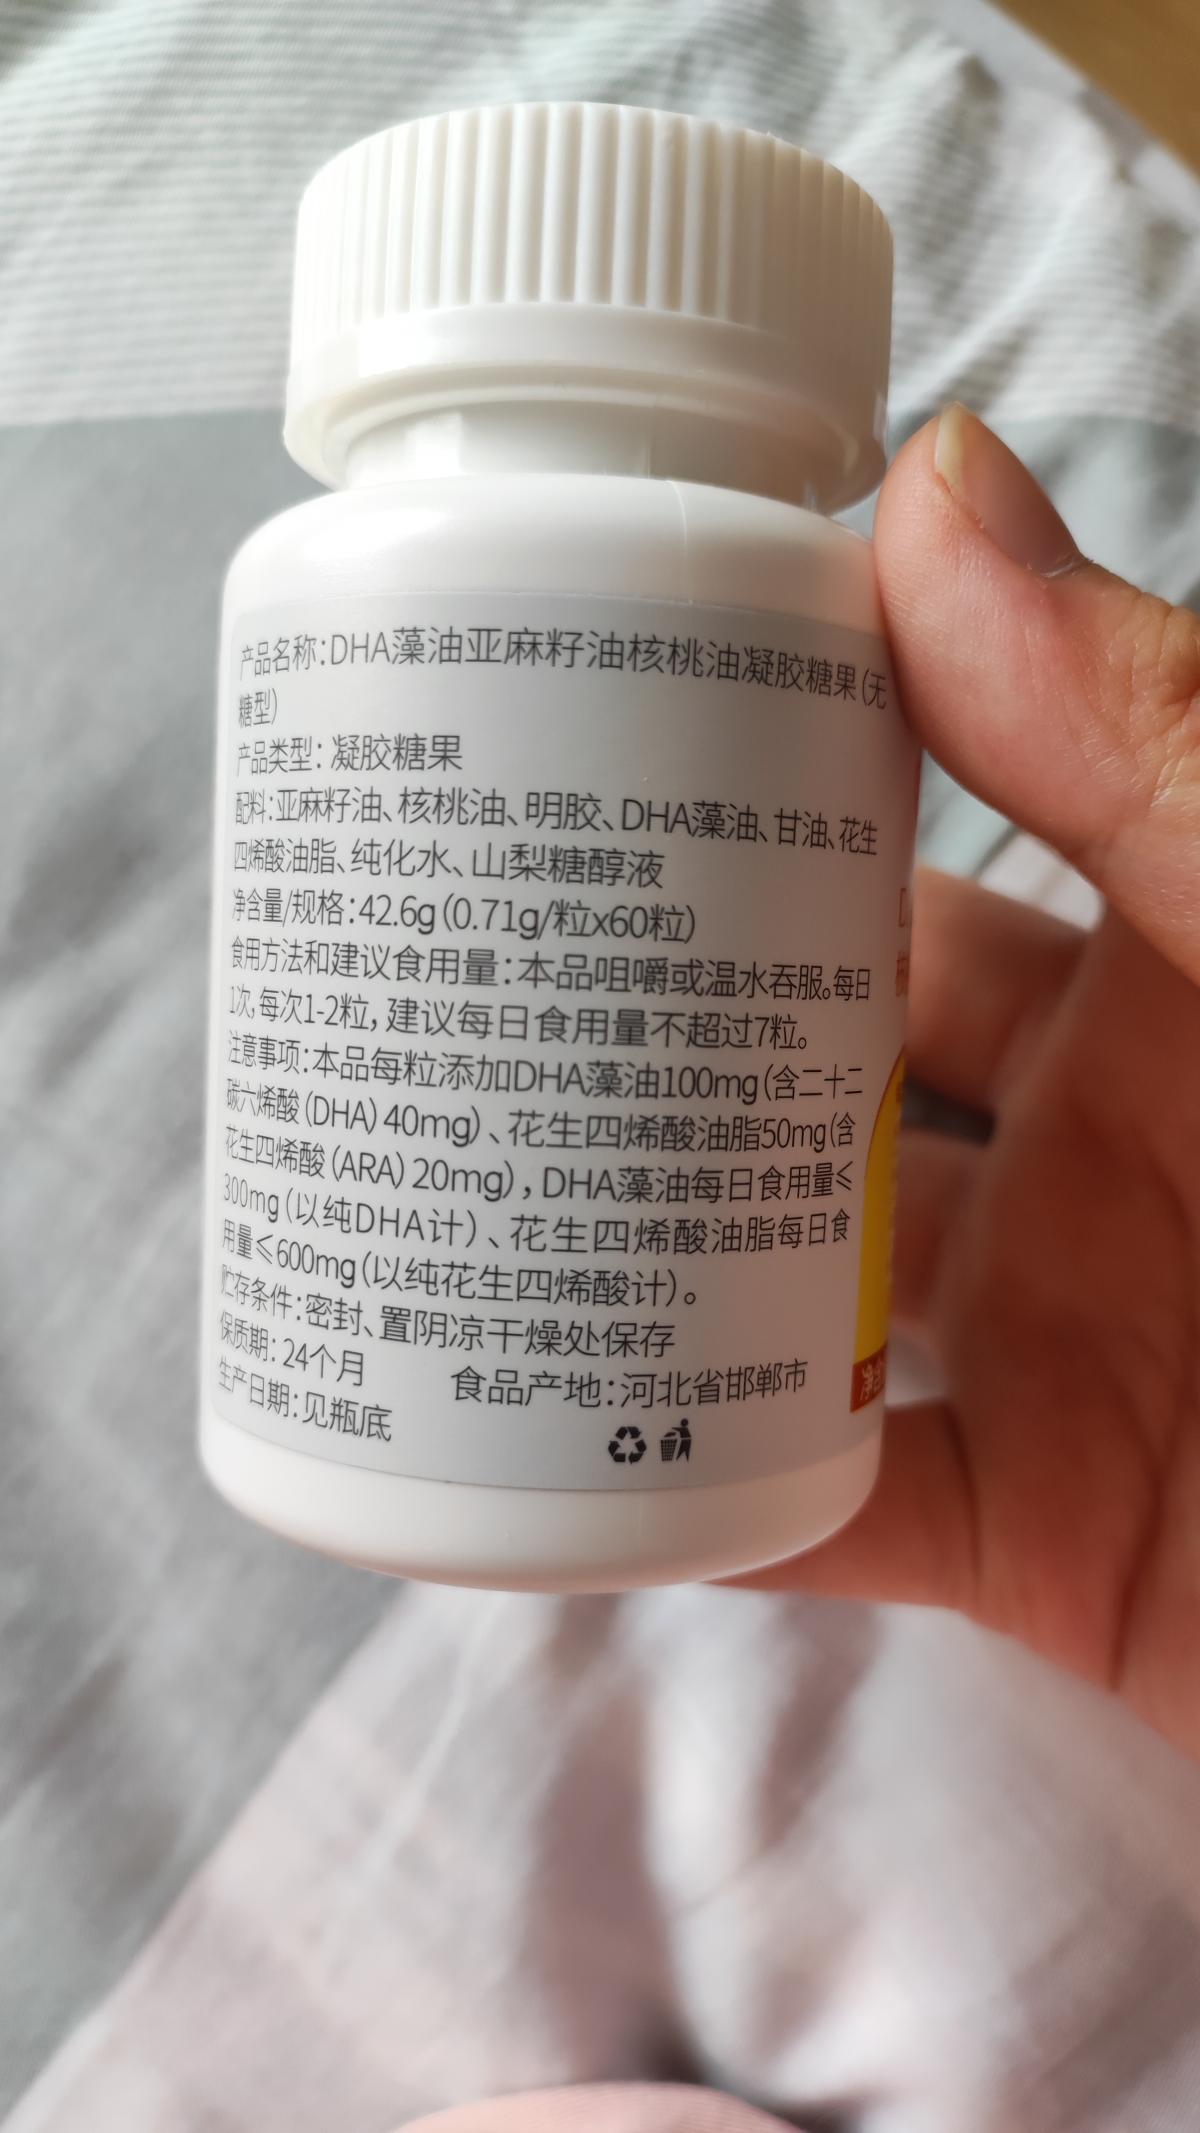 产品名称:DHA藻油亚麻籽油核桃油凝胶糖果(无
糖型)
产品类型: 凝胶糖果
配料:亚麻籽油、核桃油、明胶、DHA藻油、甘油、花生
四烯酸油脂、纯化水、山梨糖醇液
净含量/规格:42.6g(0.71g/粒x60粒)
食用方法和建议食用量:本品咀嚼或温水吞服。每日
1次,每次1-2粒,建议每日食用量不超过7粒。
注意事项:本品每粒添加DHA藻油100mg(含二十二
碳六烯酸(DHA)40mg)、花生四烯酸油脂50mg(含
花生四烯酸(ARA)20mg),DHA藻油每日食用量≤
300mg(以纯DHA计)、花生四烯酸油脂每日食
用量≤600mg(以纯花生四烯酸计)。
贮存条件:密封、置阴凉干燥处保存
保质期: 24个月
食品产地:河北省邯郸市
生产日期:见瓶底
净含